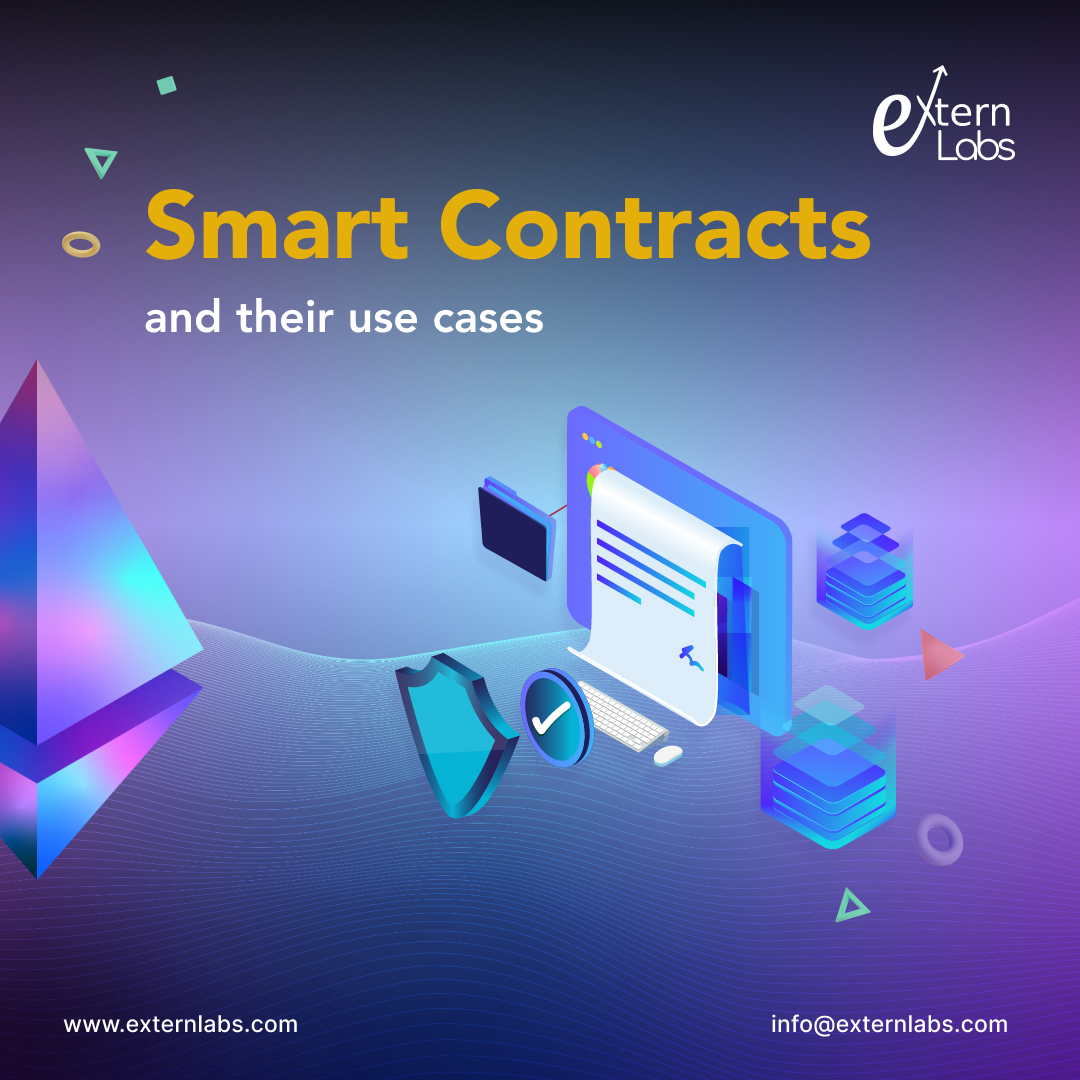 extern
Labs
Smart Contracts
and their use cases
www.externlabs.com
info@externlabs.com